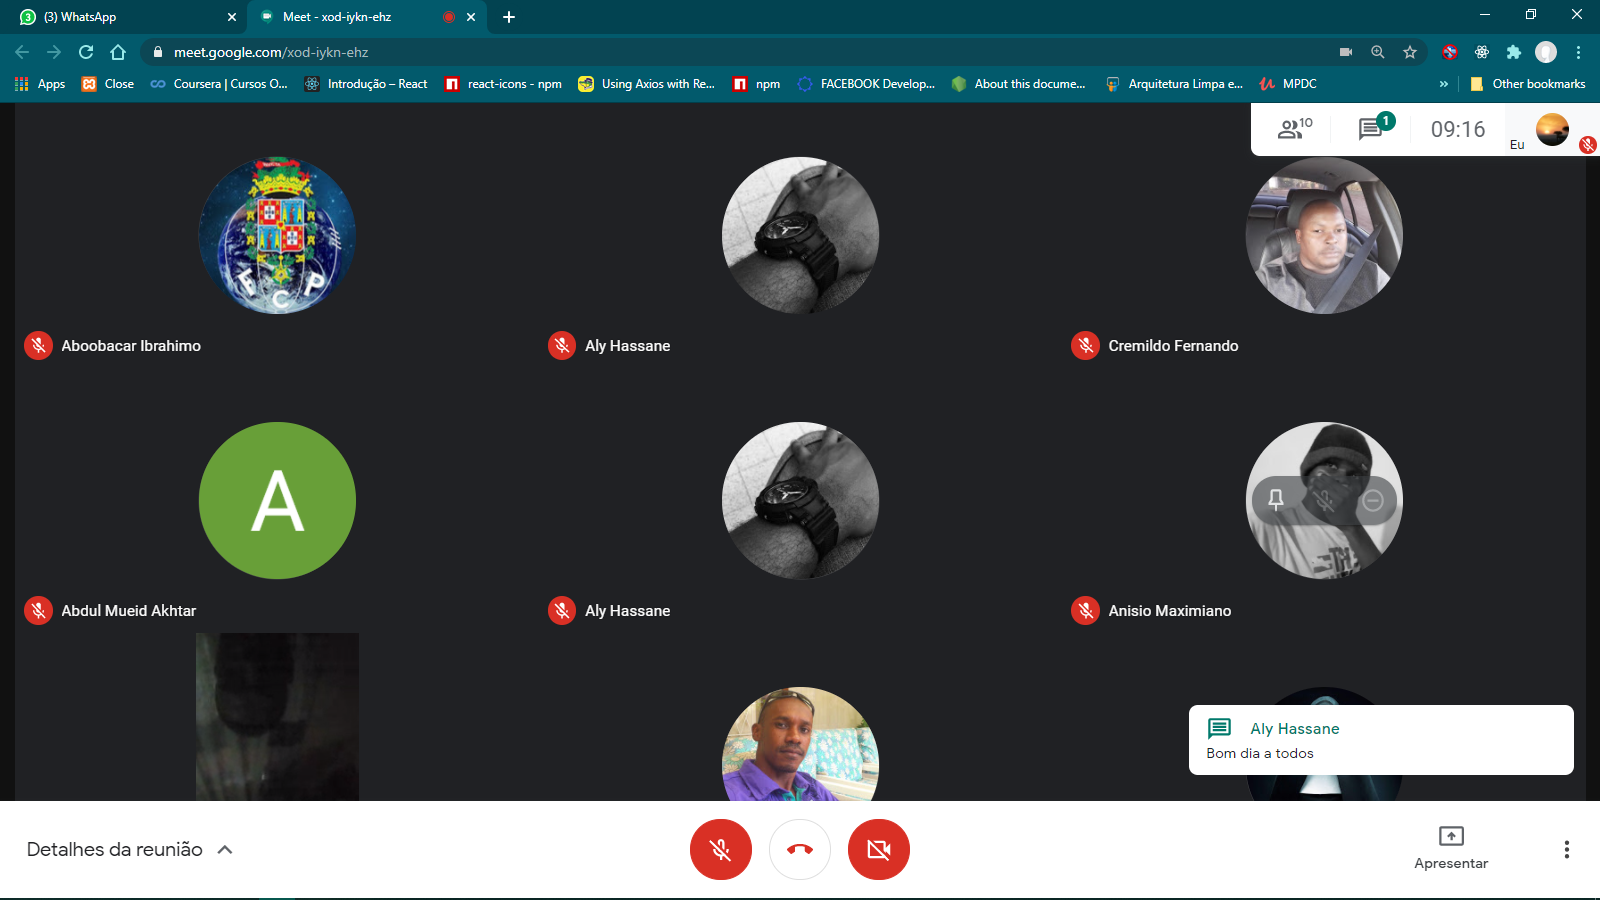 3 (3) WhatsApp
Meet - xod-iykn-ehz
meet.google.com/xod-iykn-ehz
Apps Close Coursera | Cursos O... Introdução – React react-icons - npm Using Axios with Re... npm FACEBOOK Develop... About this docume... Arquitetura Limpa e... MPDC » Other bookmarks
10 1 09:16 Eu
F C P
Aboobacar Ibrahimo Aly Hassane Cremildo Fernando
A
Abdul Mueid Akhtar Aly Hassane Anisio Maximiano
Aly Hassane
Bom dia a todos
Detalhes da reunião
Apresentar